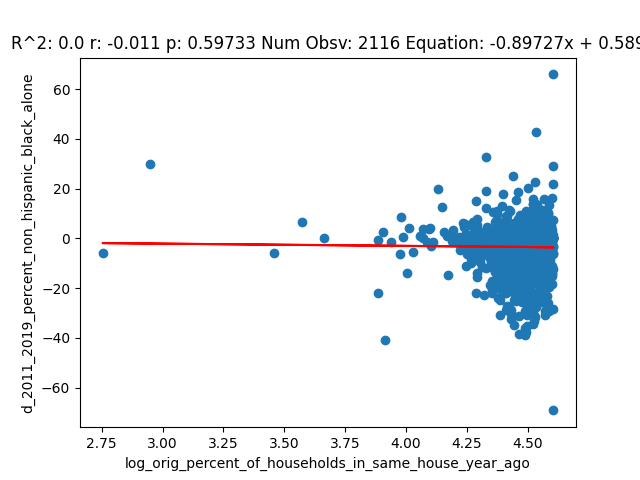 R^2: 0.0 r: -0.011 p: 0.59733 Num Obsv: 2116 Equation: -0.89727x + 0.589
60
40
20
0
−20
−40
−60
d_2011_2019_percent_non_hispanic_black_alone
2.75 3.00 3.25 3.50 3.75 4.00 4.25 4.50
log_orig_percent_of_households_in_same_house_year_ago